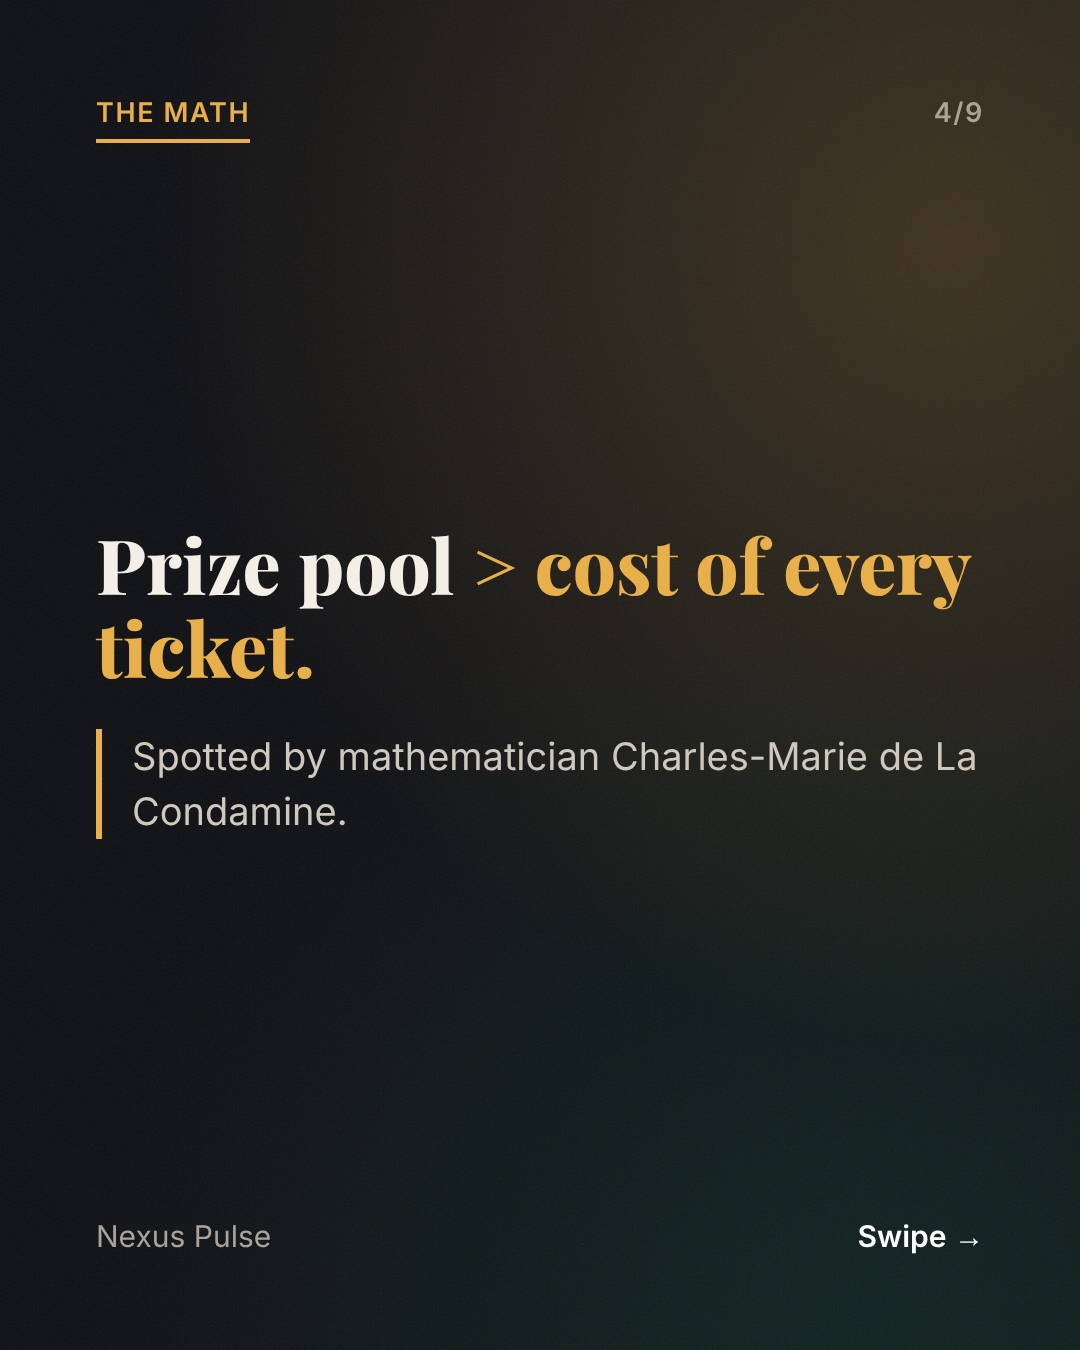 THE MATH
4/9
Prize pool > cost of every
ticket.
Spotted by mathematician Charles-Marie de La
Condamine.
Nexus Pulse
Swipe →